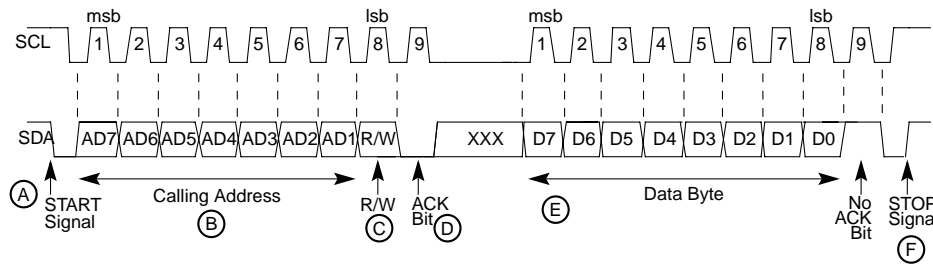 msb lsb msb lsb
SCL 1 2 3 4 5 6 7 8 9 1 2 3 4 5 6 7 8 9
SDA AD7 AD6 AD5 AD4 AD3 AD2 AD1 R/W XXX D7 D6 D5 D4 D3 D2 D1 D0
A START Signal
Calling Address
B
R/W
C
ACK Bit
D
E
Data Byte
No ACK Bit
STOP Signal
F